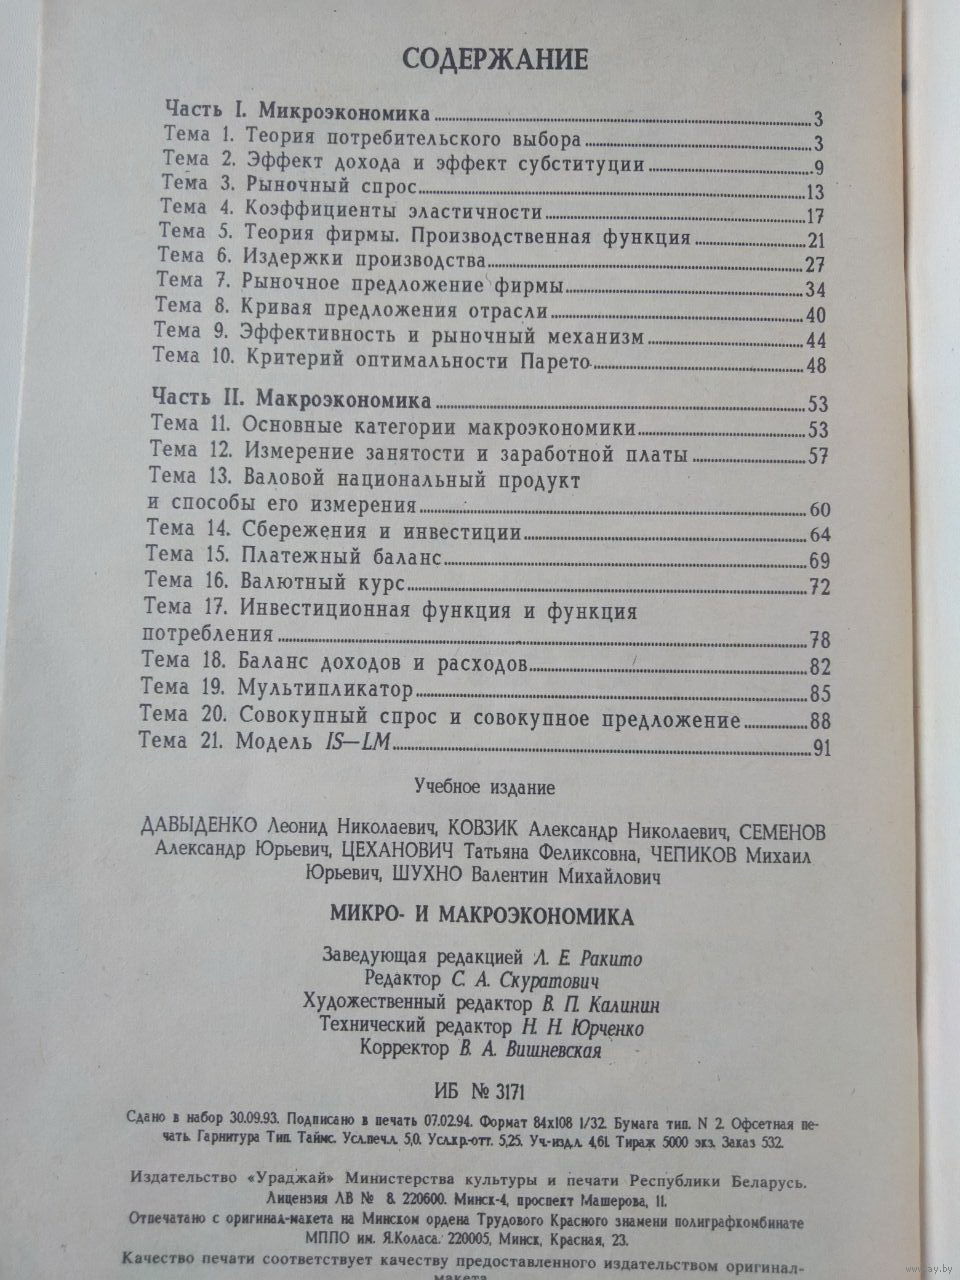 СОДЕРЖАНИЕ
Часть I. Микроэкономика 3
Тема 1. Теория потребительского выбора 3
Тема 2. Эффект дохода и эффект субституции 9
Тема 3. Рыночный спрос 13
Тема 4. Коэффициенты эластичности 17
Тема 5. Теория фирмы. Производственная функция 21
Тема 6. Издержки производства 27
Тема 7. Рыночное предложение фирмы 34
Тема 8. Кривая предложения отрасли 40
Тема 9. Эффективность и рыночный механизм 44
Тема 10. Критерий оптимальности Парето 48
Часть II. Макроэкономика 53
Тема 11. Основные категории макроэкономики 53
Тема 12. Измерение занятости и заработной платы 57
Тема 13. Валовой национальный продукт
и способы его измерения 60
Тема 14. Сбережения и инвестиции 64
Тема 15. Платежный баланс 69
Тема 16. Валютный курс 72
Тема 17. Инвестиционная функция и функция
потребления 78
Тема 18. Баланс доходов и расходов 82
Тема 19. Мультипликатор 85
Тема 20. Совокупный спрос и совокупное предложение 88
Тема 21. Модель IS—LM 91
Учебное издание
ДАВЫДЕНКО Леонид Николаевич, КОВЗИК Александр Николаевич, СЕМЕНОВ
Александр Юрьевич, ЦЕХАНОВИЧ Татьяна Феликсовна, ЧЕПИКОВ Михаил
Юрьевич, ШУХНО Валентин Михайлович
МИКРО- И МАКРОЭКОНОМИКА
Заведующая редакцией Л. Е. Ракито
Редактор С. А. Скуратович
Художественный редактор В. П. Калинин
Технический редактор Н. Н. Юрченко
Корректор В. А. Вишневская
ИБ № 3171
Сдано в набор 30.09.93. Подписано в печать 07.02.94. Формат 84х108 1/32. Бумага тип. N 2. Офсетная пе-
чать. Гарнитура Тип. Таймс. Усл.печ.л. 5,0. Усл.кр.-отт. 5,25. Уч.-изд.л. 4,61. Тираж 5000 экз. Заказ 532.
Издательство «Ураджай» Министерства культуры и печати Республики Беларусь.
Лицензия ЛВ № 8. 220600. Минск-4, проспект Машерова, 11.
Отпечатано с оригинал-макета на Минском ордена Трудового Красного знамени полиграфкомбинате
МППО им. Я.Коласа. 220005, Минск, Красная, 23.
Качество печати соответствует качеству предоставленного издательством оригинал-
макета
ay.by